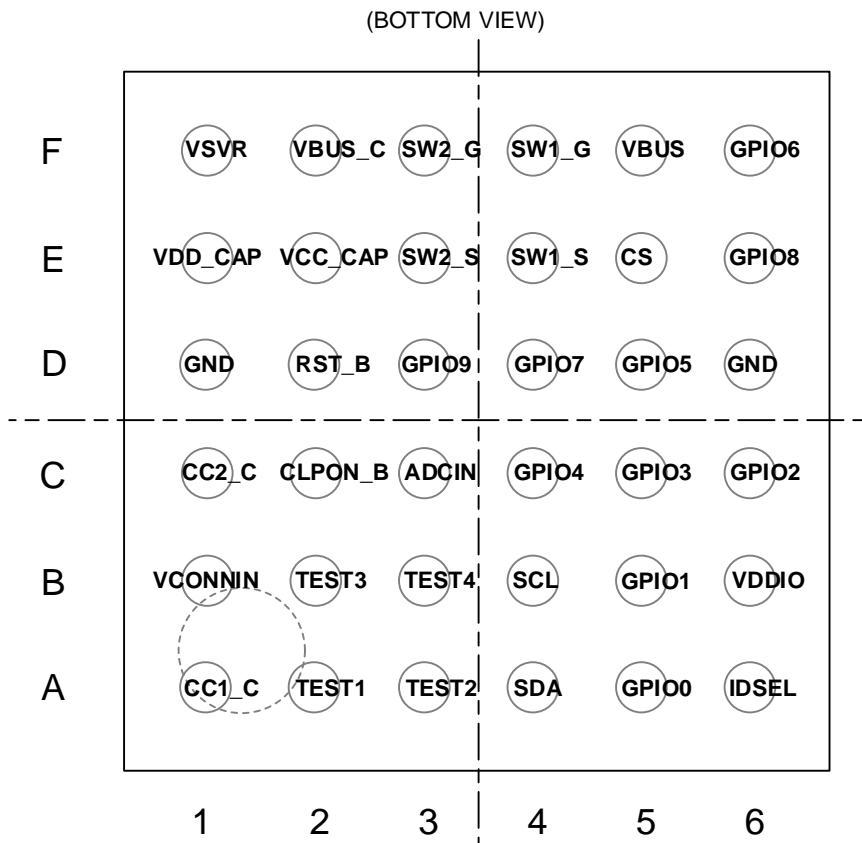 (BOTTOM VIEW)
F VSVR VBUS_C SW2_G SW1_G VBUS GPIO6
E VDD_CAP VCC_CAP SW2_S SW1_S CS GPIO8
D GND RST_B GPIO9 GPIO7 GPIO5 GND
C CC2_C CLPON_B ADCIN GPIO4 GPIO3 GPIO2
B VCONNIN TEST3 TEST4 SCL GPIO1 VDDIO
A CC1_C TEST1 TEST2 SDA GPIO0 IDSEL
1 2 3 4 5 6